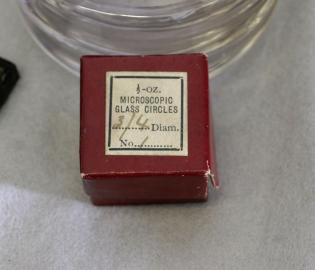 ½-OZ.
MICROSCOPIC
GLASS CIRCLES
3/4 Diam.
No. 1